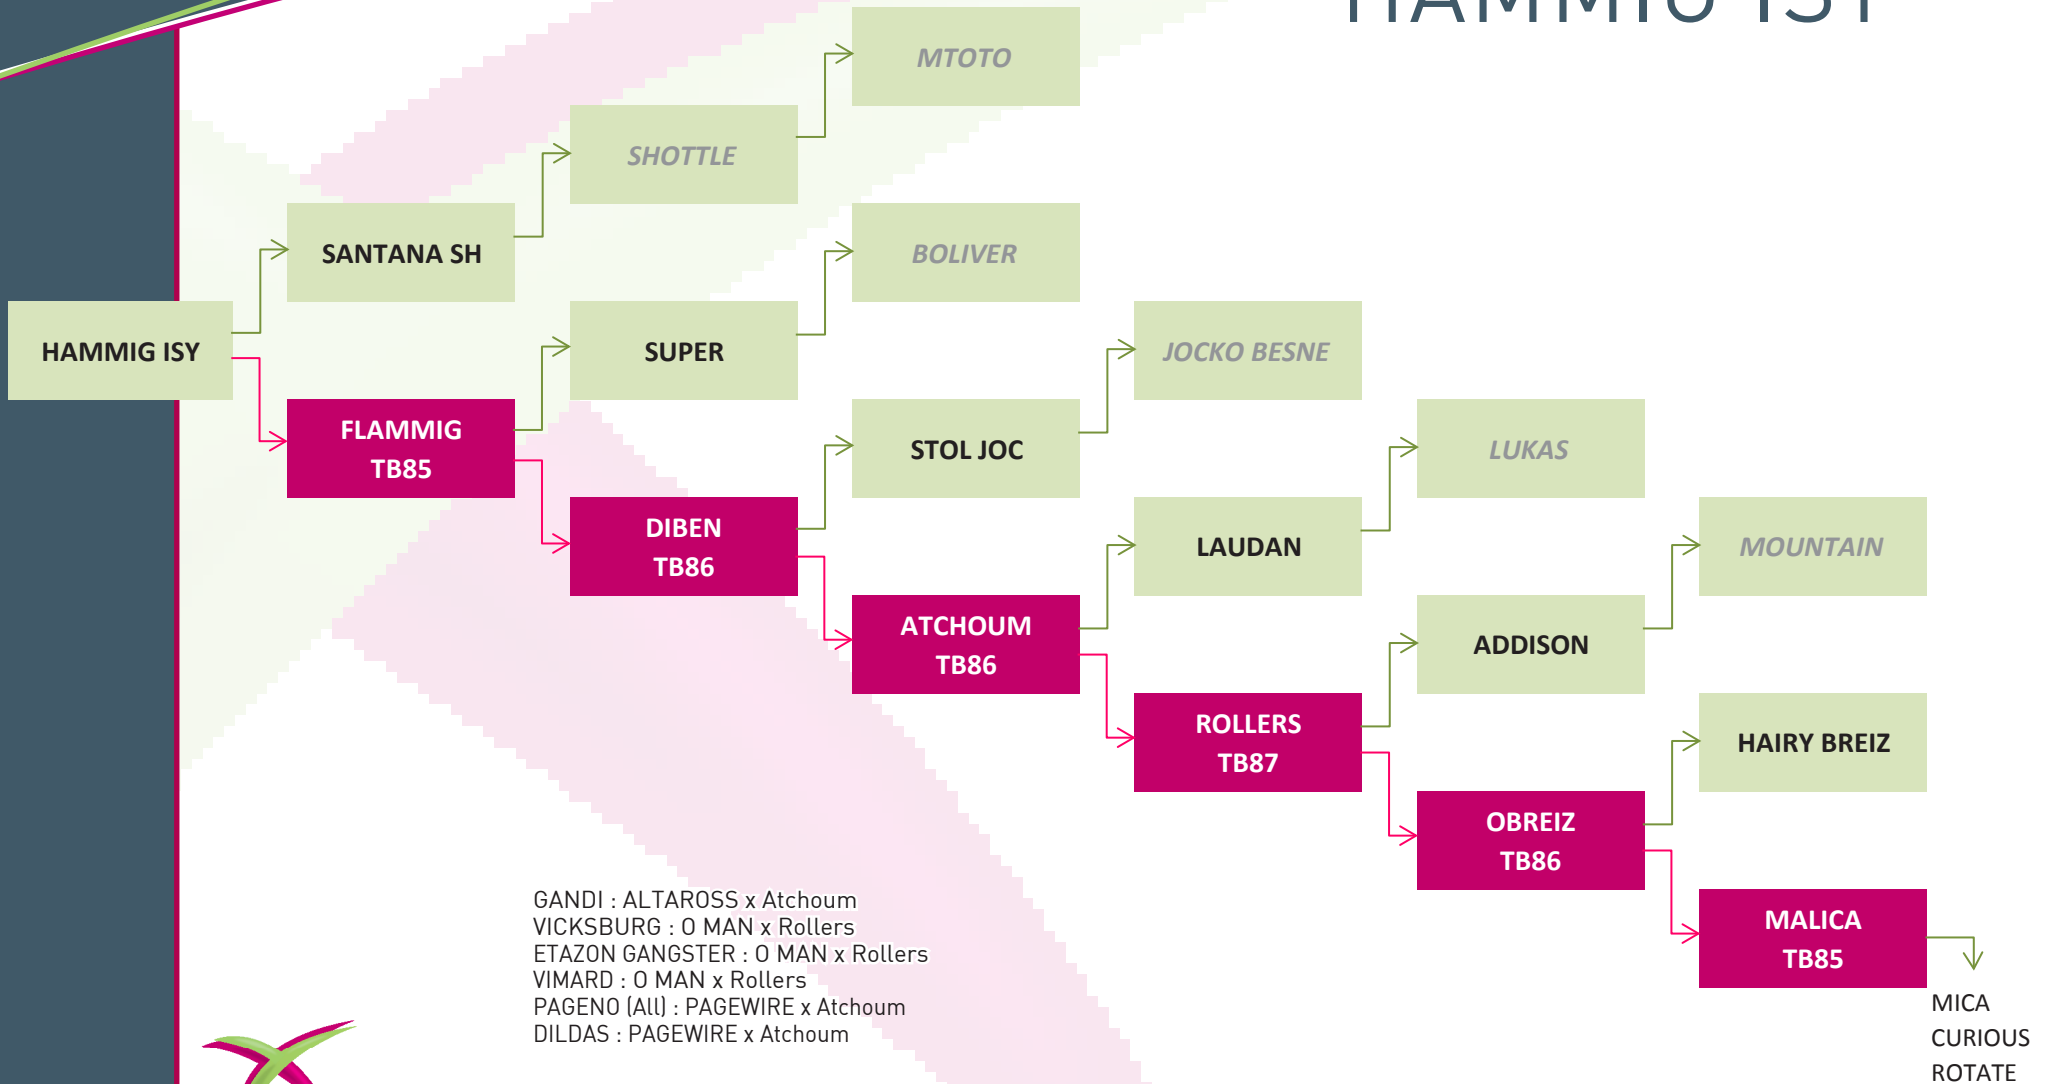 HAMMIG ISY
MTOTO
SHOTTLE
SANTANA SH
BOLIVER
HAMMIG ISY
SUPER
JOCKO BESNE
FLAMMIG
TB85
STOL JOC
LUKAS
DIBEN
TB86
LAUDAN
MOUNTAIN
ATCHOUM
TB86
ADDISON
ROLLERS
TB87
HAIRY BREIZ
OBREIZ
TB86
MALICA
TB85
GANDI : ALTAROSS x Atchoum
VICKSBURG : O MAN x Rollers
ETAZON GANGSTER : O MAN x Rollers
VIMARD : O MAN x Rollers
PAGENO (All) : PAGEWIRE x Atchoum
DILDAS : PAGEWIRE x Atchoum
MICA
CURIOUS
ROTATE